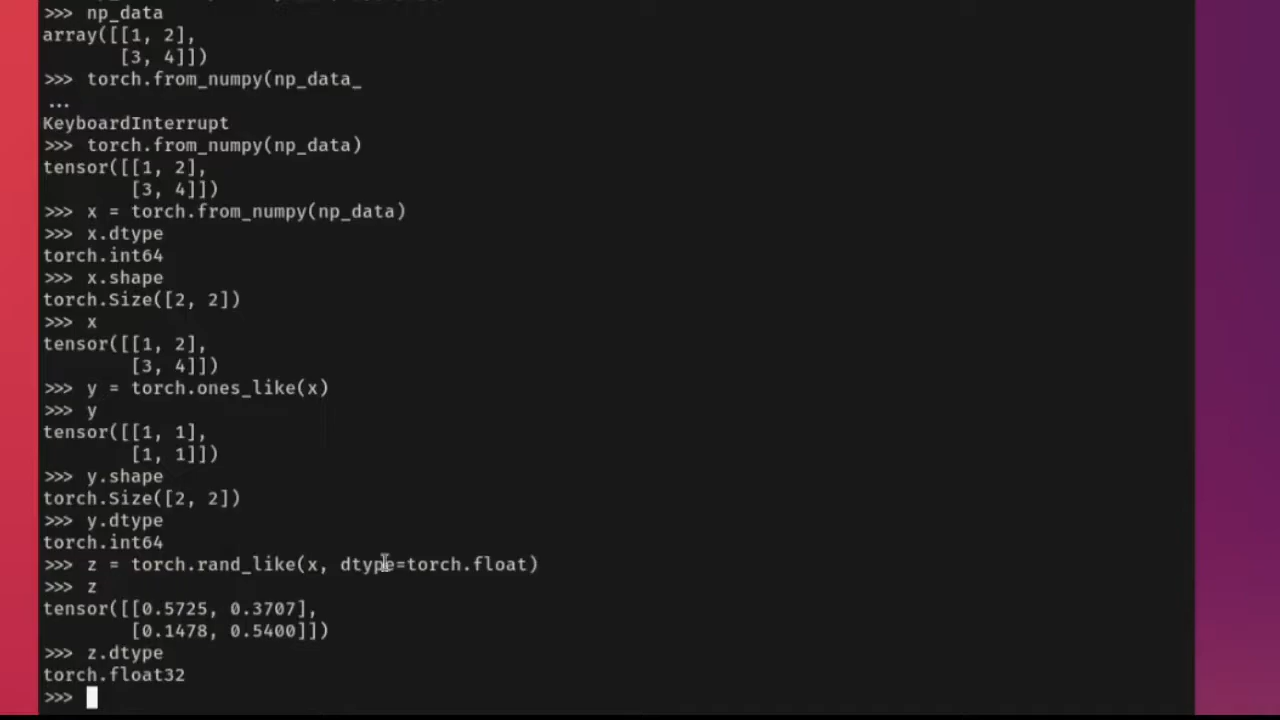 >>> np_data
array([[1, 2],
       [3, 4]])
>>> torch.from_numpy(np_data_
...
KeyboardInterrupt
>>> torch.from_numpy(np_data)
tensor([[1, 2],
        [3, 4]])
>>> x = torch.from_numpy(np_data)
>>> x.dtype
torch.int64
>>> x.shape
torch.Size([2, 2])
>>> x
tensor([[1, 2],
        [3, 4]])
>>> y = torch.ones_like(x)
>>> y
tensor([[1, 1],
        [1, 1]])
>>> y.shape
torch.Size([2, 2])
>>> y.dtype
torch.int64
>>> z = torch.rand_like(x, dtype=torch.float)
>>> z
tensor([[0.5725, 0.3707],
        [0.1478, 0.5400]])
>>> z.dtype
torch.float32
>>>